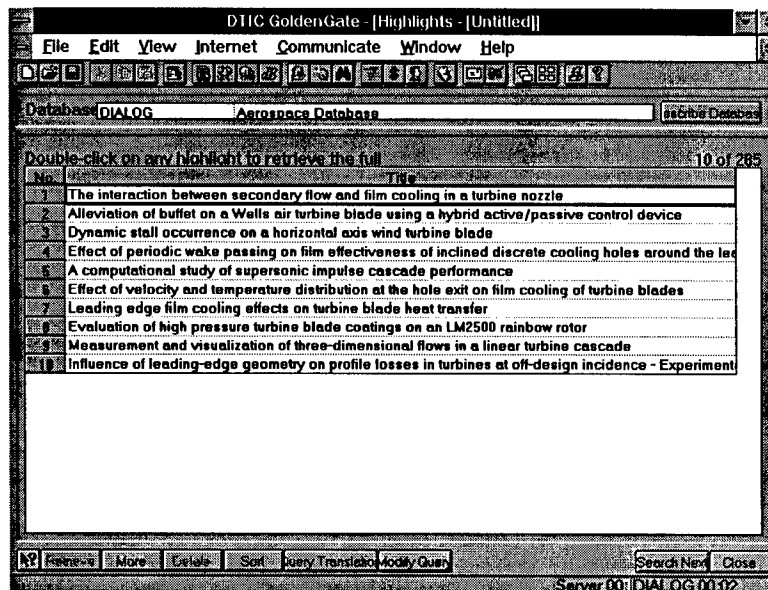 DTIC GoldenGate - [Highlights - [Untitled]]
File Edit View Internet Communicate Window Help
Database DIALOG Aerospace Database escribe Databas
Double-click on any highlight to retrieve the full 10 of 285
No. Title
1 The interaction between secondary flow and film cooling in a turbine nozzle
2 Alleviation of buffet on a Wells air turbine blade using a hybrid active/passive control device
3 Dynamic stall occurrence on a horizontal axis wind turbine blade
4 Effect of periodic wake passing on film effectiveness of inclined discrete cooling holes around the lea
5 A computational study of supersonic impulse cascade performance
6 Effect of velocity and temperature distribution at the hole exit on film cooling of turbine blades
7 Leading edge film cooling effects on turbine blade heat transfer
8 Evaluation of high pressure turbine blade coatings on an LM2500 rainbow rotor
9 Measurement and visualization of three-dimensional flows in a linear turbine cascade
10 Influence of leading-edge geometry on profile losses in turbines at off-design incidence - Experimente
Retrieve More Delete Sort Query Translatio Modify Query Search Next Close
Server 00: DIALOG 00:02